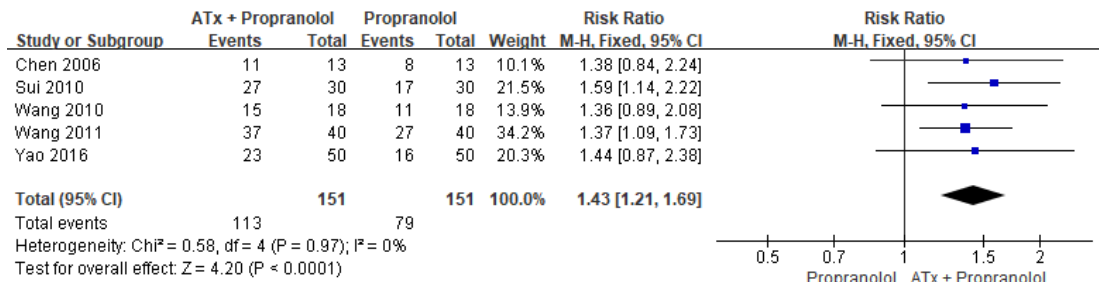 ATx + Propranolol Propranolol Risk Ratio Risk Ratio
Study or Subgroup Events Total Events Total Weight M-H, Fixed, 95% CI M-H, Fixed, 95% CI
Chen 2006 11 13 8 13 10.1% 1.38 [0.84, 2.24]
Sui 2010 27 30 17 30 21.5% 1.59 [1.14, 2.22]
Wang 2010 15 18 11 18 13.9% 1.36 [0.89, 2.08]
Wang 2011 37 40 27 40 34.2% 1.37 [1.09, 1.73]
Yao 2016 23 50 16 50 20.3% 1.44 [0.87, 2.38]
Total (95% CI) 151 151 100.0% 1.43 [1.21, 1.69]
Total events 113 79
Heterogeneity: Chi² = 0.58, df = 4 (P = 0.97); I² = 0%
Test for overall effect: Z = 4.20 (P < 0.0001)
0.5 0.7 1 1.5 2
Propranolol ATx + Propranolol